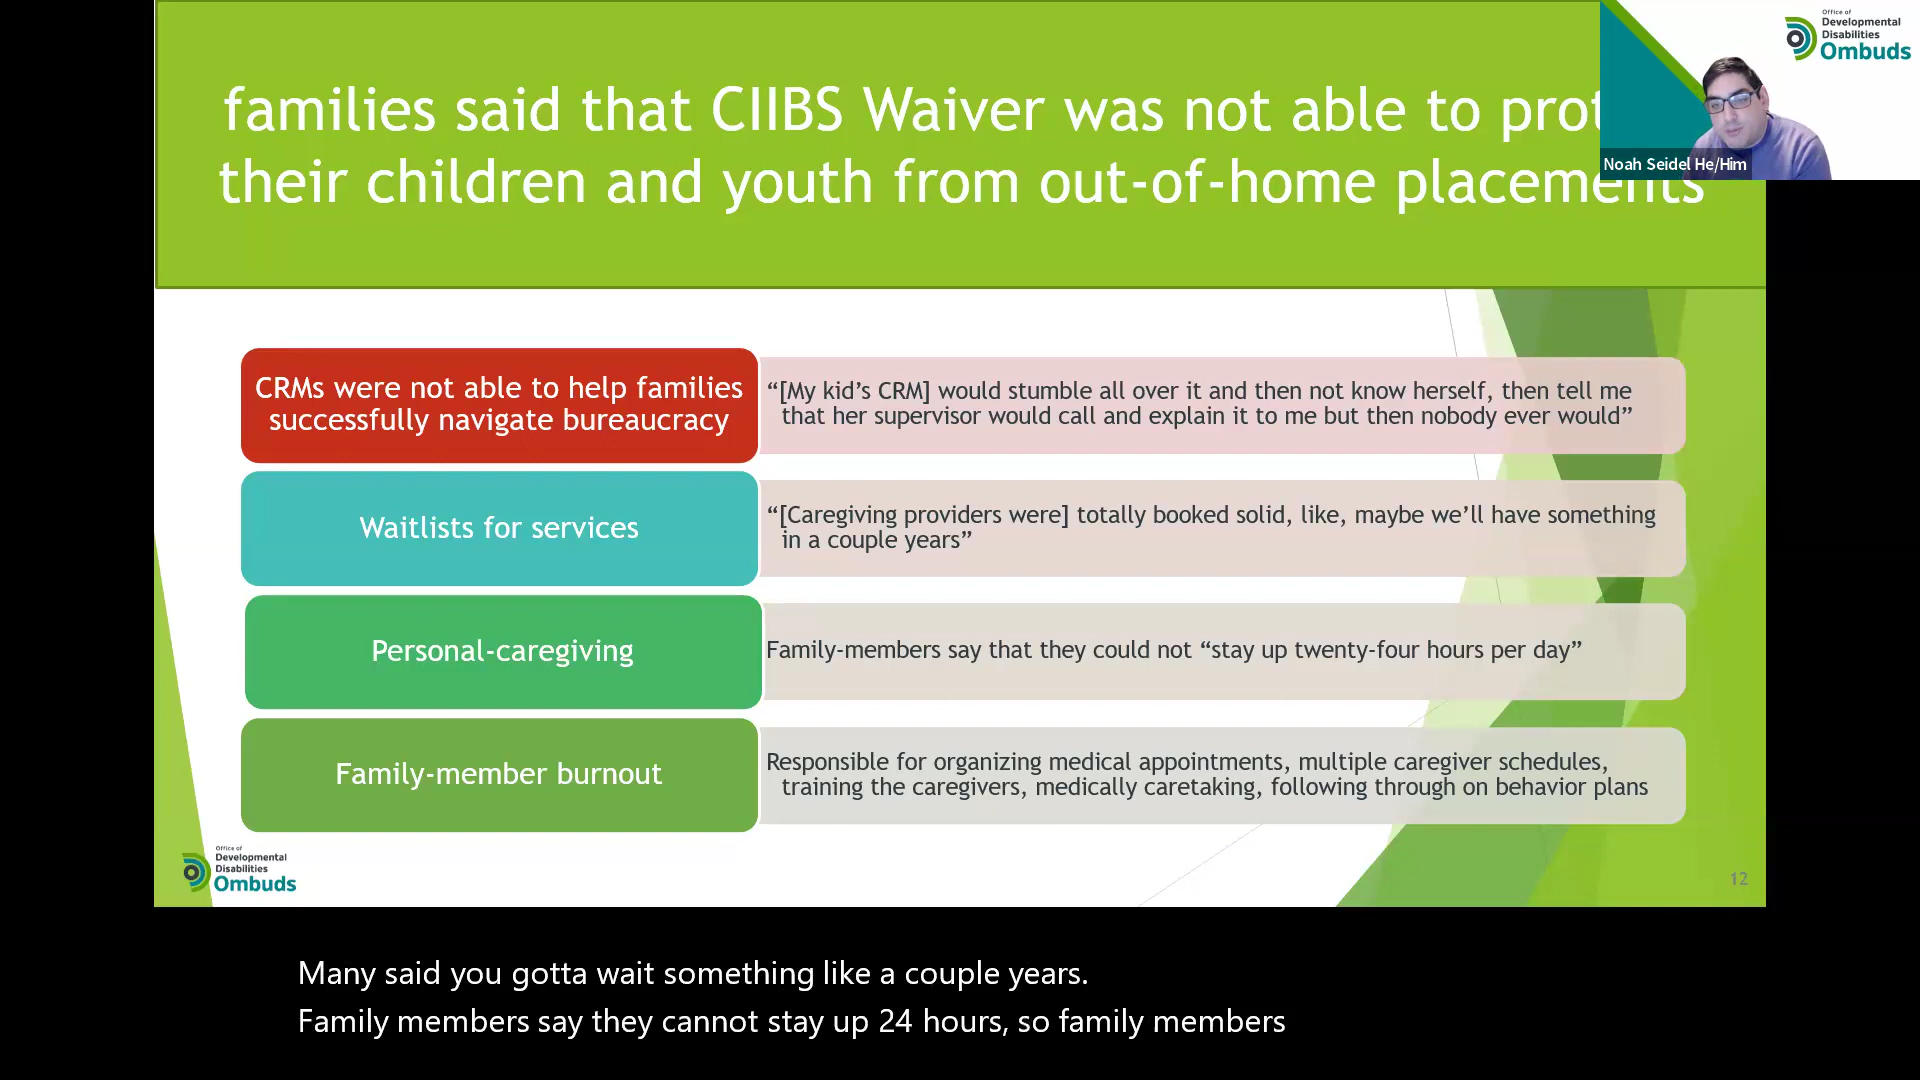 families said that CIIBS Waiver was not able to
their children and youth from out-of-home placements
Office of
Developmental
Disabilities
Ombuds
Noah Seidel He/Him
CRMs were not able to help families
successfully navigate bureaucracy
“[My kid’s CRM] would stumble all over it and then not know herself, then tell me
that her supervisor would call and explain it to me but then nobody ever would”
Waitlists for services
“[Caregiving providers were] totally booked solid, like, maybe we’ll have something
in a couple years”
Personal-caregiving
Family-members say that they could not “stay up twenty-four hours per day”
Family-member burnout
Responsible for organizing medical appointments, multiple caregiver schedules,
training the caregivers, medically caretaking, following through on behavior plans
Office of
Developmental
Disabilities
Ombuds
12
Many said you gotta wait something like a couple years.
Family members say they cannot stay up 24 hours, so family members